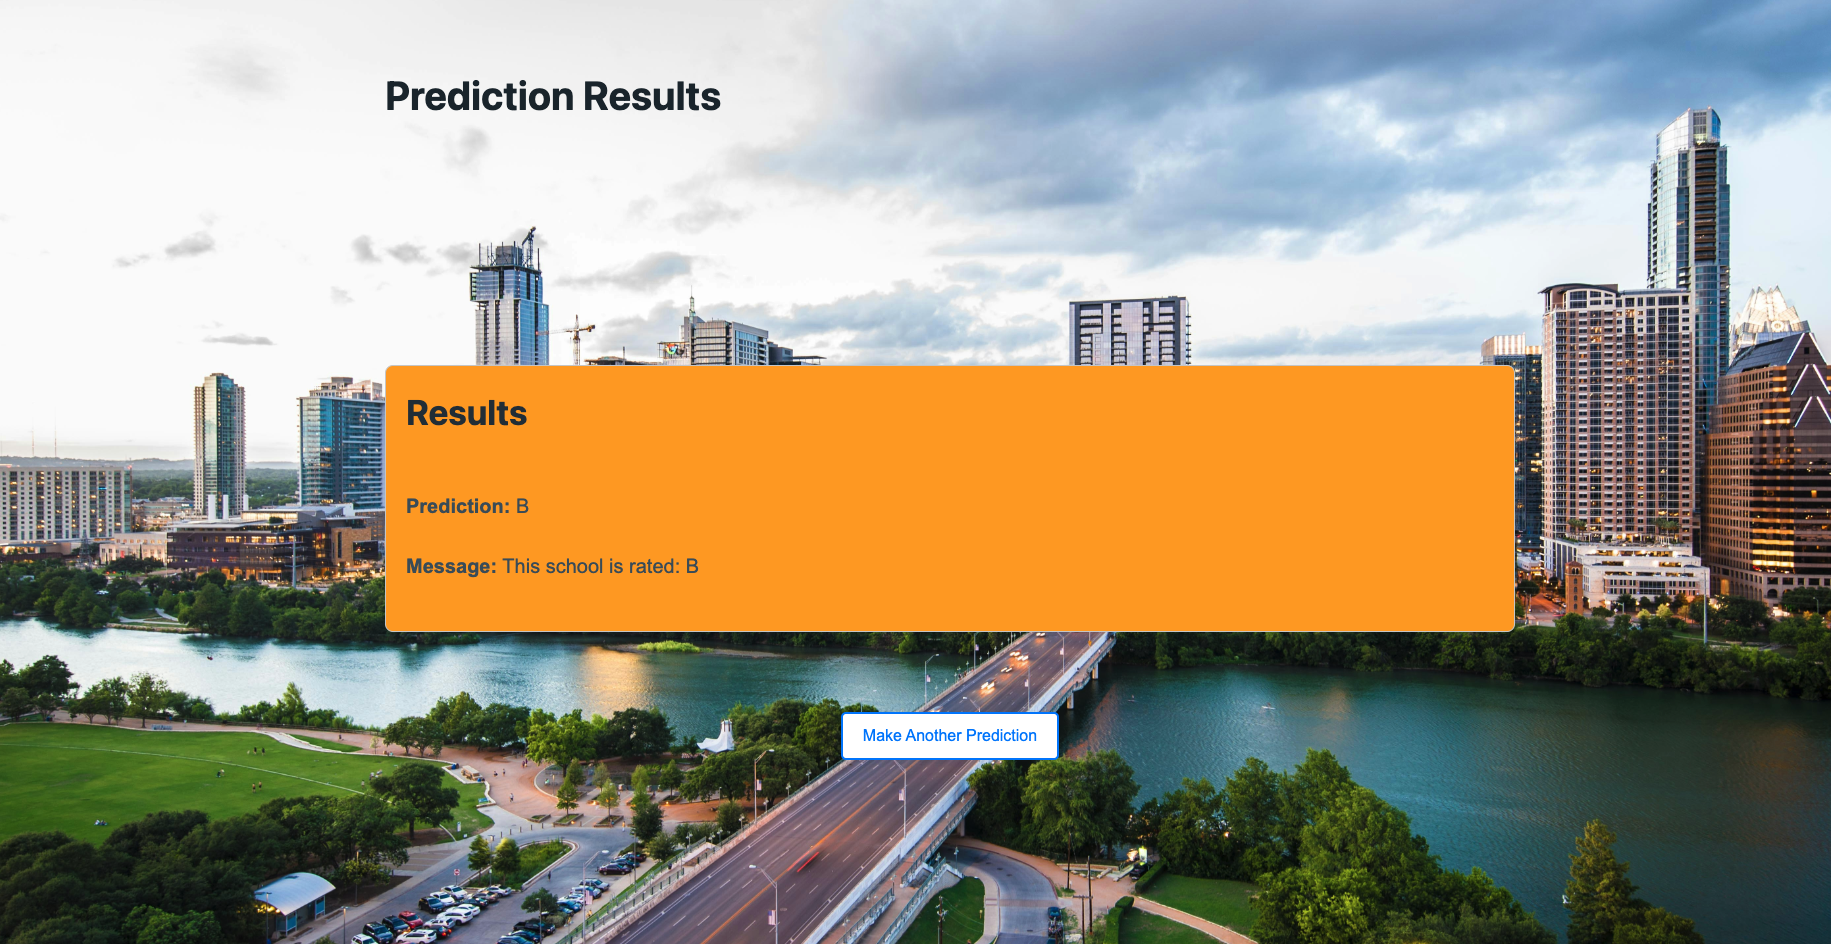 Prediction Results
Results
Prediction: B
Message: This school is rated: B
Make Another Prediction